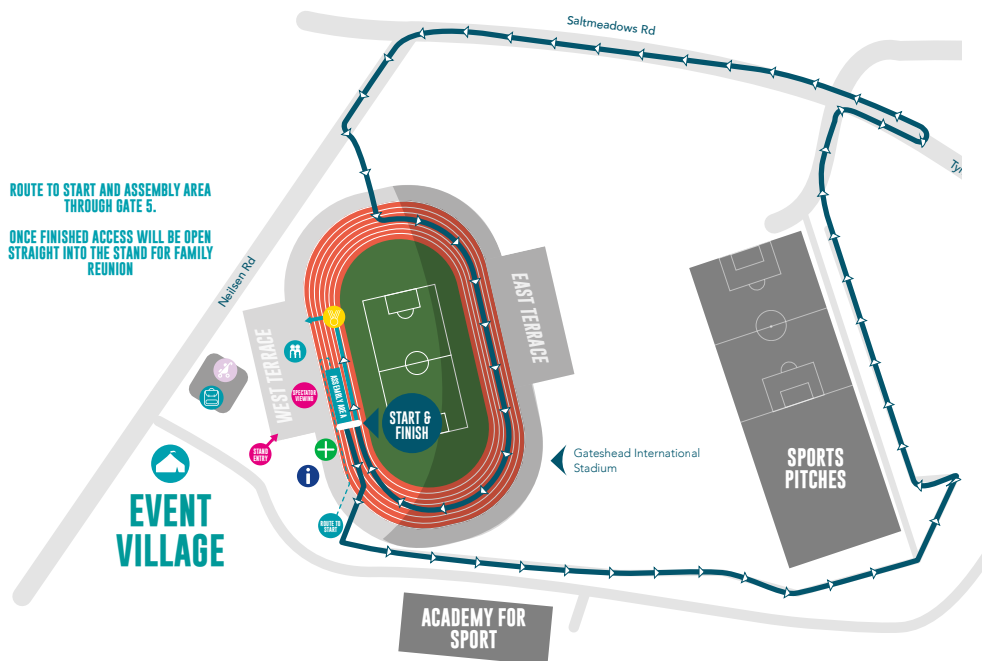 Saltmeadows Rd
ROUTE TO START AND ASSEMBLY AREA
THROUGH GATE 5.
ONCE FINISHED ACCESS WILL BE OPEN
STRAIGHT INTO THE STAND FOR FAMILY
REUNION
Neilsen Rd
EAST TERRACE
WEST TERRACE
ASSEMBLY AREA
SPECTATOR
VIEWING
START &
FINISH
STAND
ENTRY
i
Gateshead International
Stadium
SPORTS
PITCHES
EVENT
VILLAGE
ROUTE TO
START
ACADEMY FOR
SPORT